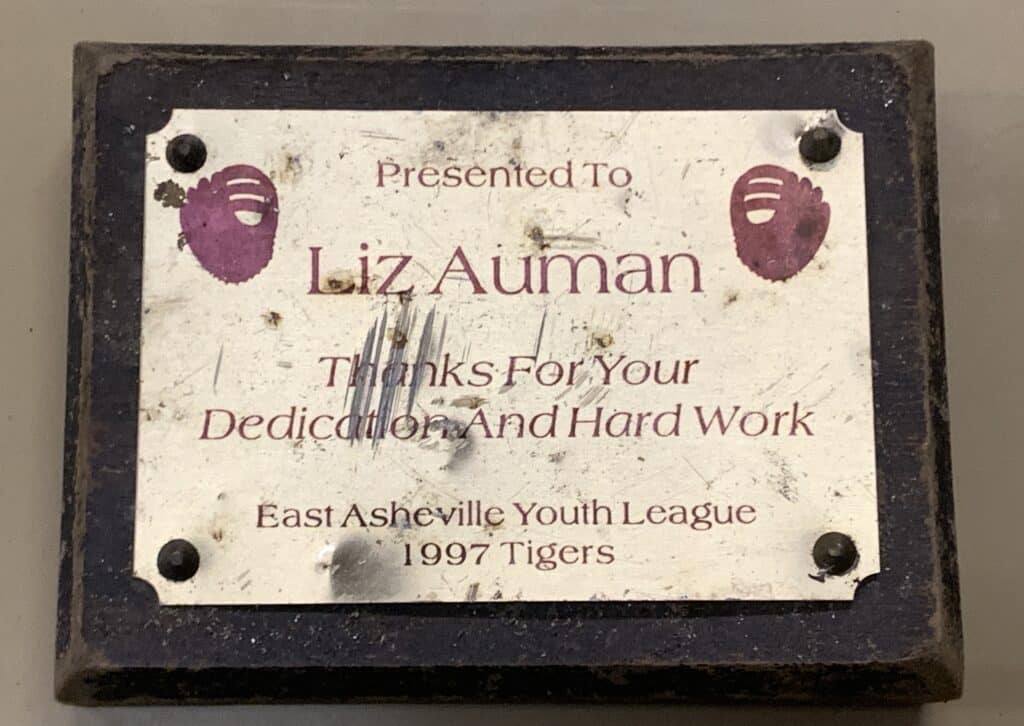 Presented To
Liz Auman
Thanks For Your
Dedication And Hard Work
East Asheville Youth League
1997 Tigers